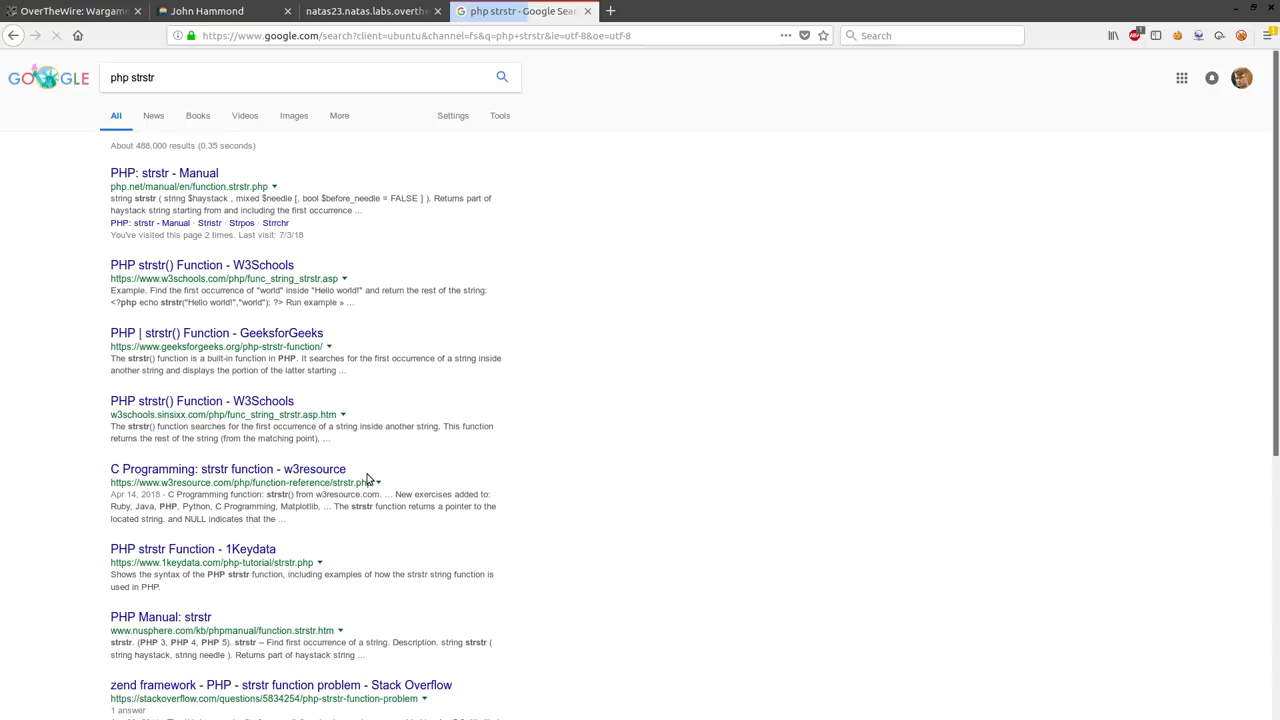 OverTheWire: Wargame
John Hammond
natas23.natas.labs.overthe
php strstr - Google Sea
https://www.google.com/search?client=ubuntu&channel=fs&q=php+strstr&ie=utf-8&oe=utf-8
Search
GOOGLE
php strstr
All News Books Videos Images More Settings Tools
About 488,000 results (0.35 seconds)
PHP: strstr - Manual
php.net/manual/en/function.strstr.php
string strstr ( string $haystack , mixed $needle [, bool $before_needle = FALSE ] ). Returns part of
haystack string starting from and including the first occurrence ...
PHP: strstr - Manual · Stristr · Strpos · Strrchr
You've visited this page 2 times. Last visit: 7/3/18
PHP strstr() Function - W3Schools
https://www.w3schools.com/php/func_string_strstr.asp
Example. Find the first occurrence of "world" inside "Hello world!" and return the rest of the string:
<?php echo strstr("Hello world!","world"); ?> Run example » ...
PHP | strstr() Function - GeeksforGeeks
https://www.geeksforgeeks.org/php-strstr-function/
The strstr() function is a built-in function in PHP. It searches for the first occurrence of a string inside
another string and displays the portion of the latter starting ...
PHP strstr() Function - W3Schools
w3schools.sinsixx.com/php/func_string_strstr.asp.htm
The strstr() function searches for the first occurrence of a string inside another string. This function
returns the rest of the string (from the matching point), ...
C Programming: strstr function - w3resource
https://www.w3resource.com/php/function-reference/strstr.php
Apr 14, 2018 - C Programming function: strstr() from w3resource.com. ... New exercises added to:
Ruby, Java, PHP, Python, C Programming, Matplotlib, ... The strstr function returns a pointer to the
located string. and NULL indicates that the ...
PHP strstr Function - 1Keydata
https://www.1keydata.com/php-tutorial/strstr.php
Shows the syntax of the PHP strstr function, including examples of how the strstr string function is
used in PHP.
PHP Manual: strstr
www.nusphere.com/kb/phpmanual/function.strstr.htm
strstr. (PHP 3, PHP 4, PHP 5). strstr -- Find first occurrence of a string. Description. string strstr (
string haystack, string needle ). Returns part of haystack string ...
zend framework - PHP - strstr function problem - Stack Overflow
https://stackoverflow.com/questions/5834254/php-strstr-function-problem
1 answer